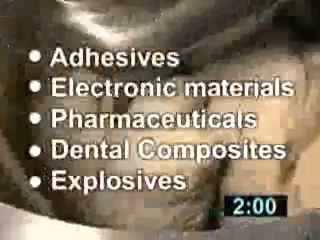 • Adhesives
• Electronic materials
• Pharmaceuticals
• Dental Composites
• Explosives
2:00